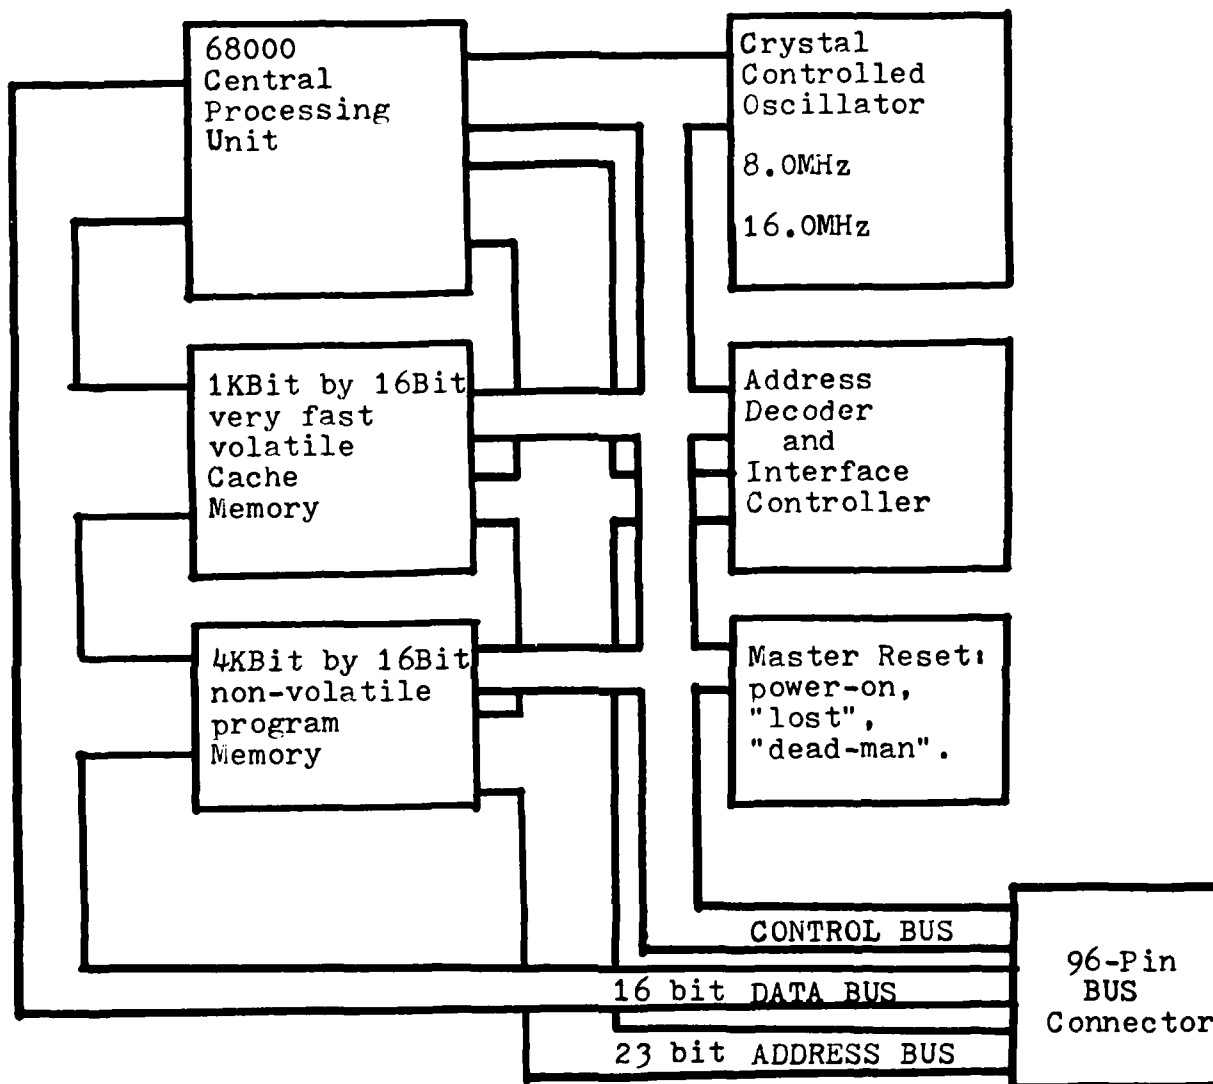 68000
Central
Processing
Unit
Crystal
Controlled
Oscillator
8.0MHz
16.0MHz
1KBit by 16Bit
very fast
volatile
Cache
Memory
Address
Decoder
and
Interface
Controller
4KBit by 16Bit
non-volatile
program
Memory
Master Reset:
power-on,
"lost",
"dead-man".
CONTROL BUS
16 bit DATA BUS
23 bit ADDRESS BUS
96-Pin
BUS
Connector